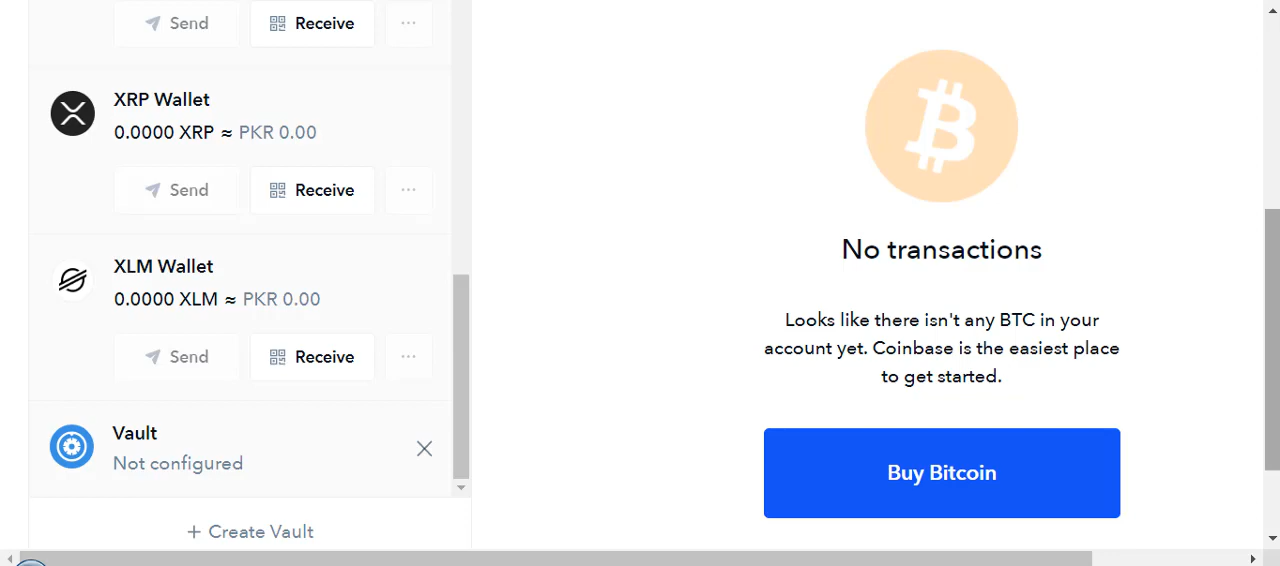 Send Receive ...
XRP Wallet
0.0000 XRP ≈ PKR 0.00
Send Receive ...
XLM Wallet
0.0000 XLM ≈ PKR 0.00
Send Receive ...
Vault
Not configured
+ Create Vault
No transactions
Looks like there isn't any BTC in your
account yet. Coinbase is the easiest place
to get started.
Buy Bitcoin